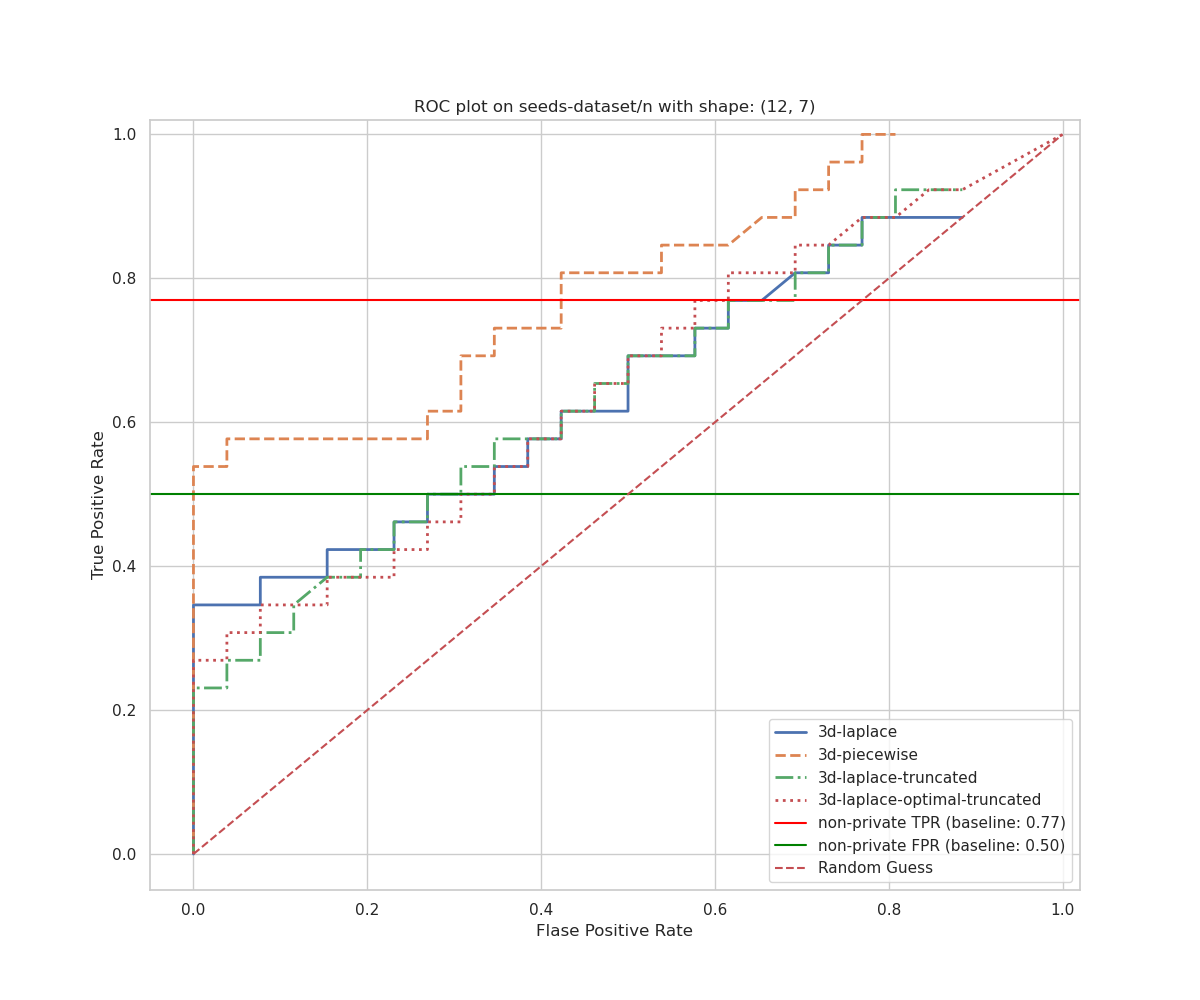 ROC plot on seeds-dataset/n with shape: (12, 7)
True Positive Rate
1.0
0.8
0.6
0.4
0.2
0.0
0.0 0.2 0.4 0.6 0.8 1.0
Flase Positive Rate
3d-laplace
3d-piecewise
3d-laplace-truncated
3d-laplace-optimal-truncated
non-private TPR (baseline: 0.77)
non-private FPR (baseline: 0.50)
Random Guess